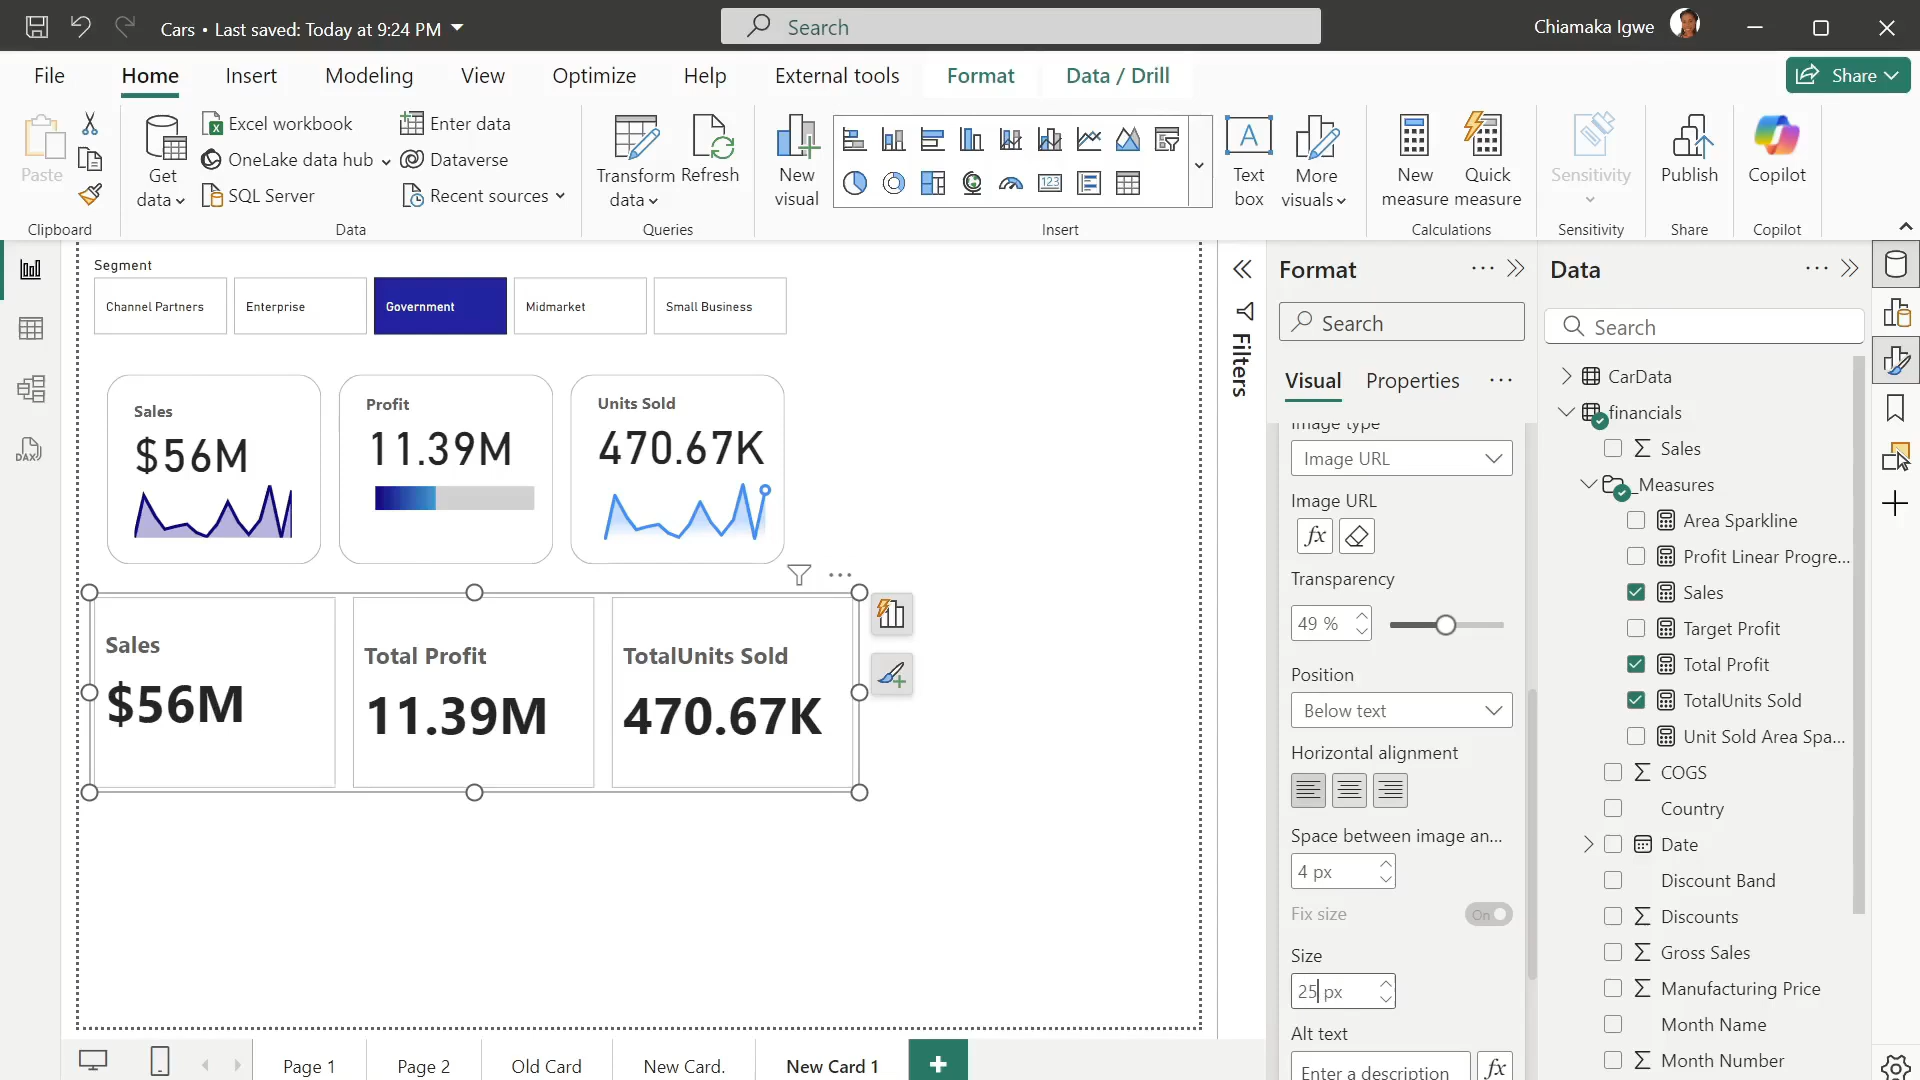 Cars • Last saved: Today at 9:24 PM
Search
Chiamaka Igwe
File
Home
Insert
Modeling
View
Optimize
Help
External tools
Format
Data / Drill
Share
Paste
Clipboard
Get data
Excel workbook
OneLake data hub
SQL Server
Enter data
Dataverse
Recent sources
Data
Transform data
Refresh
Queries
New visual
123
Text box
More visuals
Insert
New measure
Quick measure
Calculations
Sensitivity
Sensitivity
Publish
Share
Copilot
Copilot
DAX
Segment
Channel Partners
Enterprise
Government
Midmarket
Small Business
Sales
$56M
Profit
11.39M
Units Sold
470.67K
Sales
$56M
Total Profit
11.39M
TotalUnits Sold
470.67K
Filters
Format
Search
Visual
Properties
Image type
Image URL
Image URL
fx
Transparency
49 %
Position
Below text
Horizontal alignment
Space between image an...
4 px
Fix size
On
Size
25 px
Alt text
Enter a description
fx
Data
Search
CarData
financials
Sales
_Measures
Area Sparkline
Profit Linear Progre...
Sales
Target Profit
Total Profit
TotalUnits Sold
Unit Sold Area Spa...
COGS
Country
Date
Discount Band
Discounts
Gross Sales
Manufacturing Price
Month Name
Month Number
Page 1
Page 2
Old Card
New Card.
New Card 1